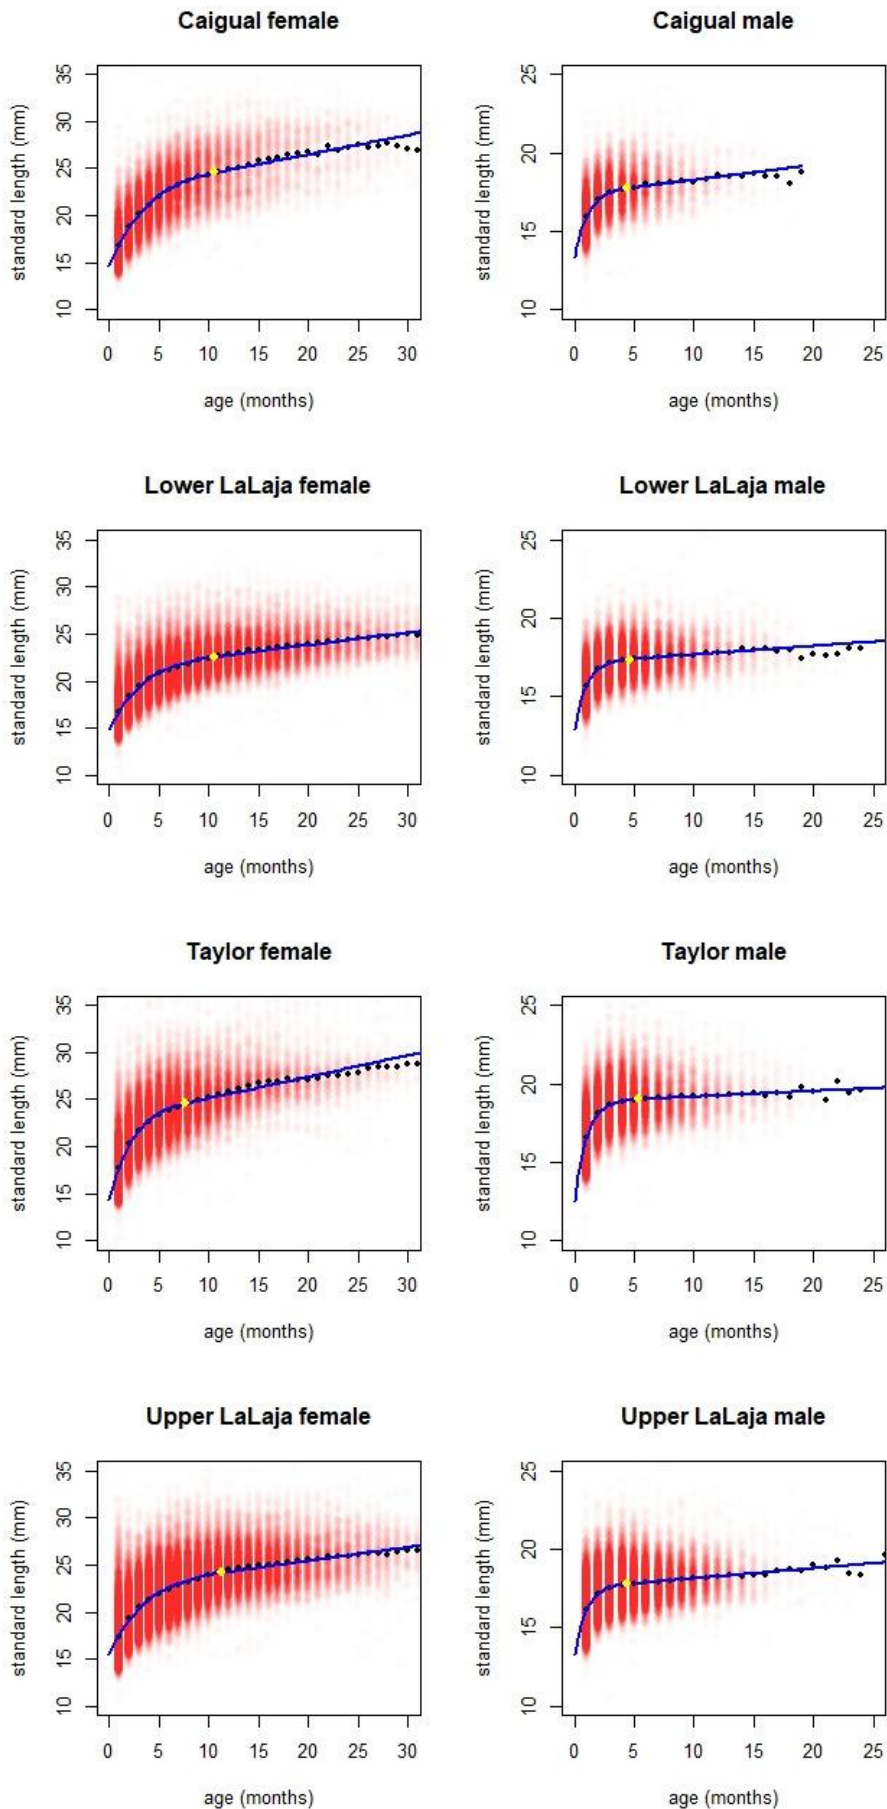 Caigual female
Caigual male
standard length (mm)
35
30
25
20
15
10
0 5 10 15 20 25 30
age (months)
standard length (mm)
25
20
15
10
0 5 10 15 20 25
age (months)
Lower LaLaja female
Lower LaLaja male
standard length (mm)
35
30
25
20
15
10
0 5 10 15 20 25 30
age (months)
standard length (mm)
25
20
15
10
0 5 10 15 20 25
age (months)
Taylor female
Taylor male
standard length (mm)
35
30
25
20
15
10
0 5 10 15 20 25 30
age (months)
standard length (mm)
25
20
15
10
0 5 10 15 20 25
age (months)
Upper LaLaja female
Upper LaLaja male
standard length (mm)
35
30
25
20
15
10
0 5 10 15 20 25 30
age (months)
standard length (mm)
25
20
15
10
0 5 10 15 20 25
age (months)